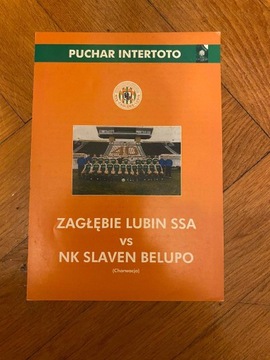 PUCHAR INTERTOTO
ZAGŁĘBIE LUBIN SSA
vs
NK SLAVEN BELUPO
(Chorwacja)